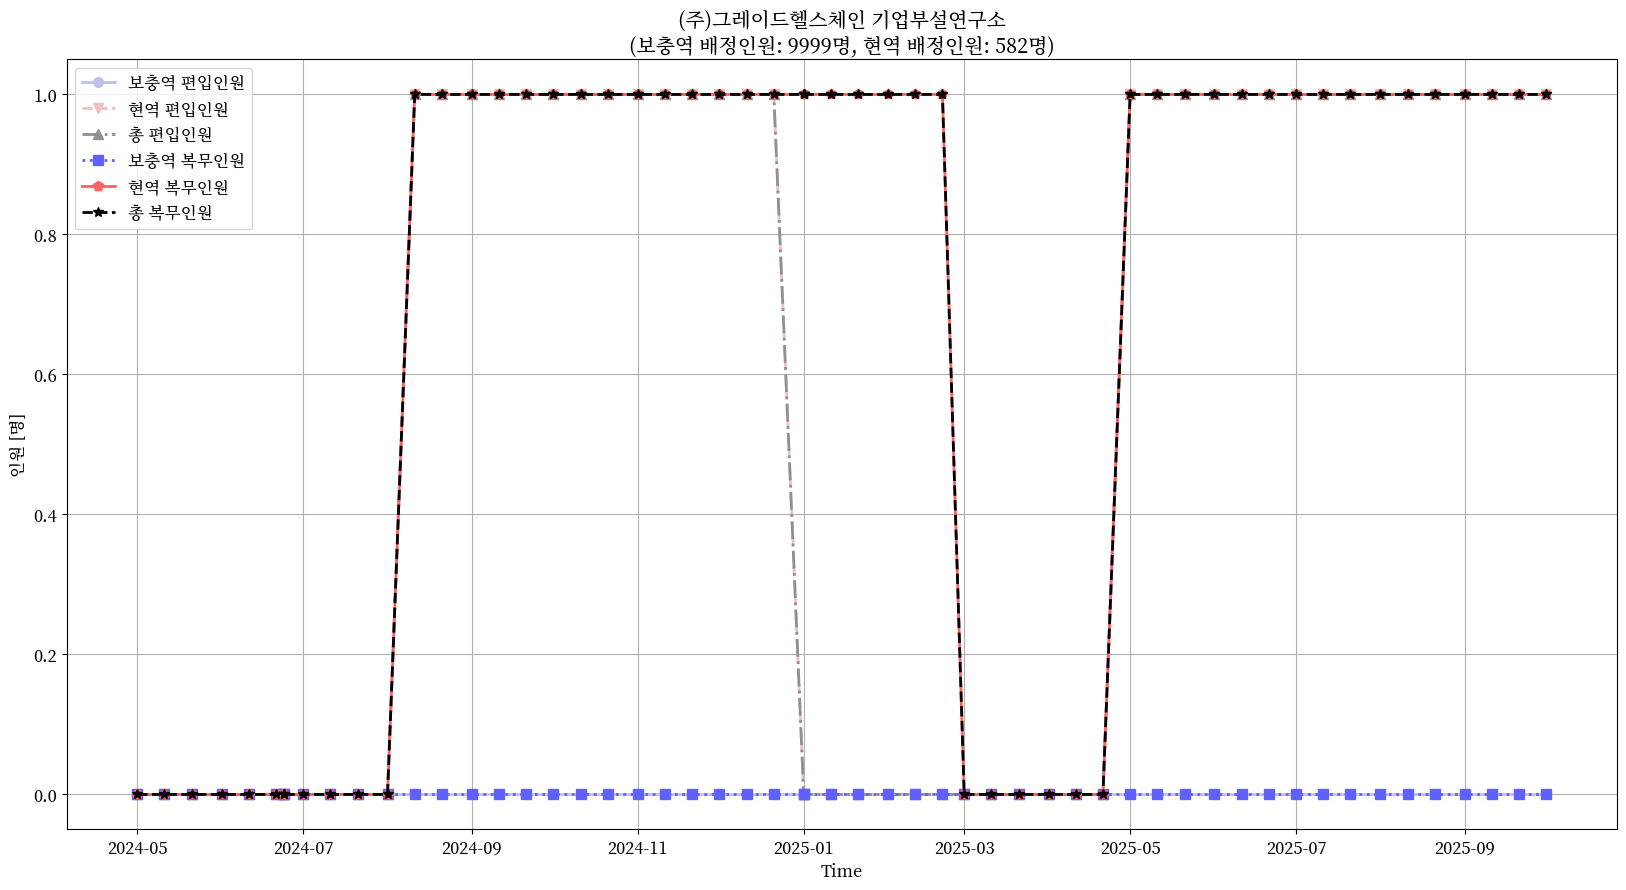 (주)그레이드헬스체인 기업부설연구소
(보충역 배정인원: 9999명, 현역 배정인원: 582명)
보충역 편입인원
현역 편입인원
총 편입인원
보충역 복무인원
현역 복무인원
총 복무인원
인원 [명]
1.0
0.8
0.6
0.4
0.2
0.0
2024-05
2024-07
2024-09
2024-11
2025-01
2025-03
2025-05
2025-07
2025-09
Time